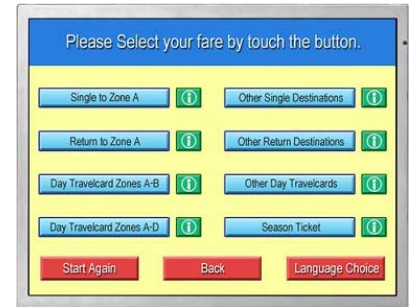 Please Select your fare by touch the button.
Single to Zone A
Other Single Destinations
Return to Zone A
Other Return Destinations
Day Travelcard Zones A-B
Other Day Travelcards
Day Travelcard Zones A-D
Season Ticket
Start Again
Back
Language Choice